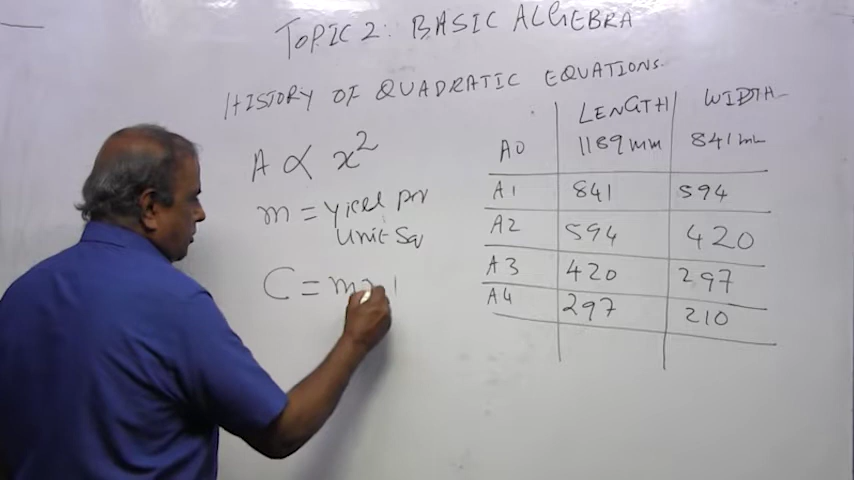 TOPIC 2: BASIC ALGEBRA
HISTORY OF QUADRATIC EQUATIONS.
A ∝ x²
m = yield per
Unit Sq
C = m
LENGTH WIDTH
A0 1189mm 841mm
A1 841 594
A2 594 420
A3 420 297
A4 297 210